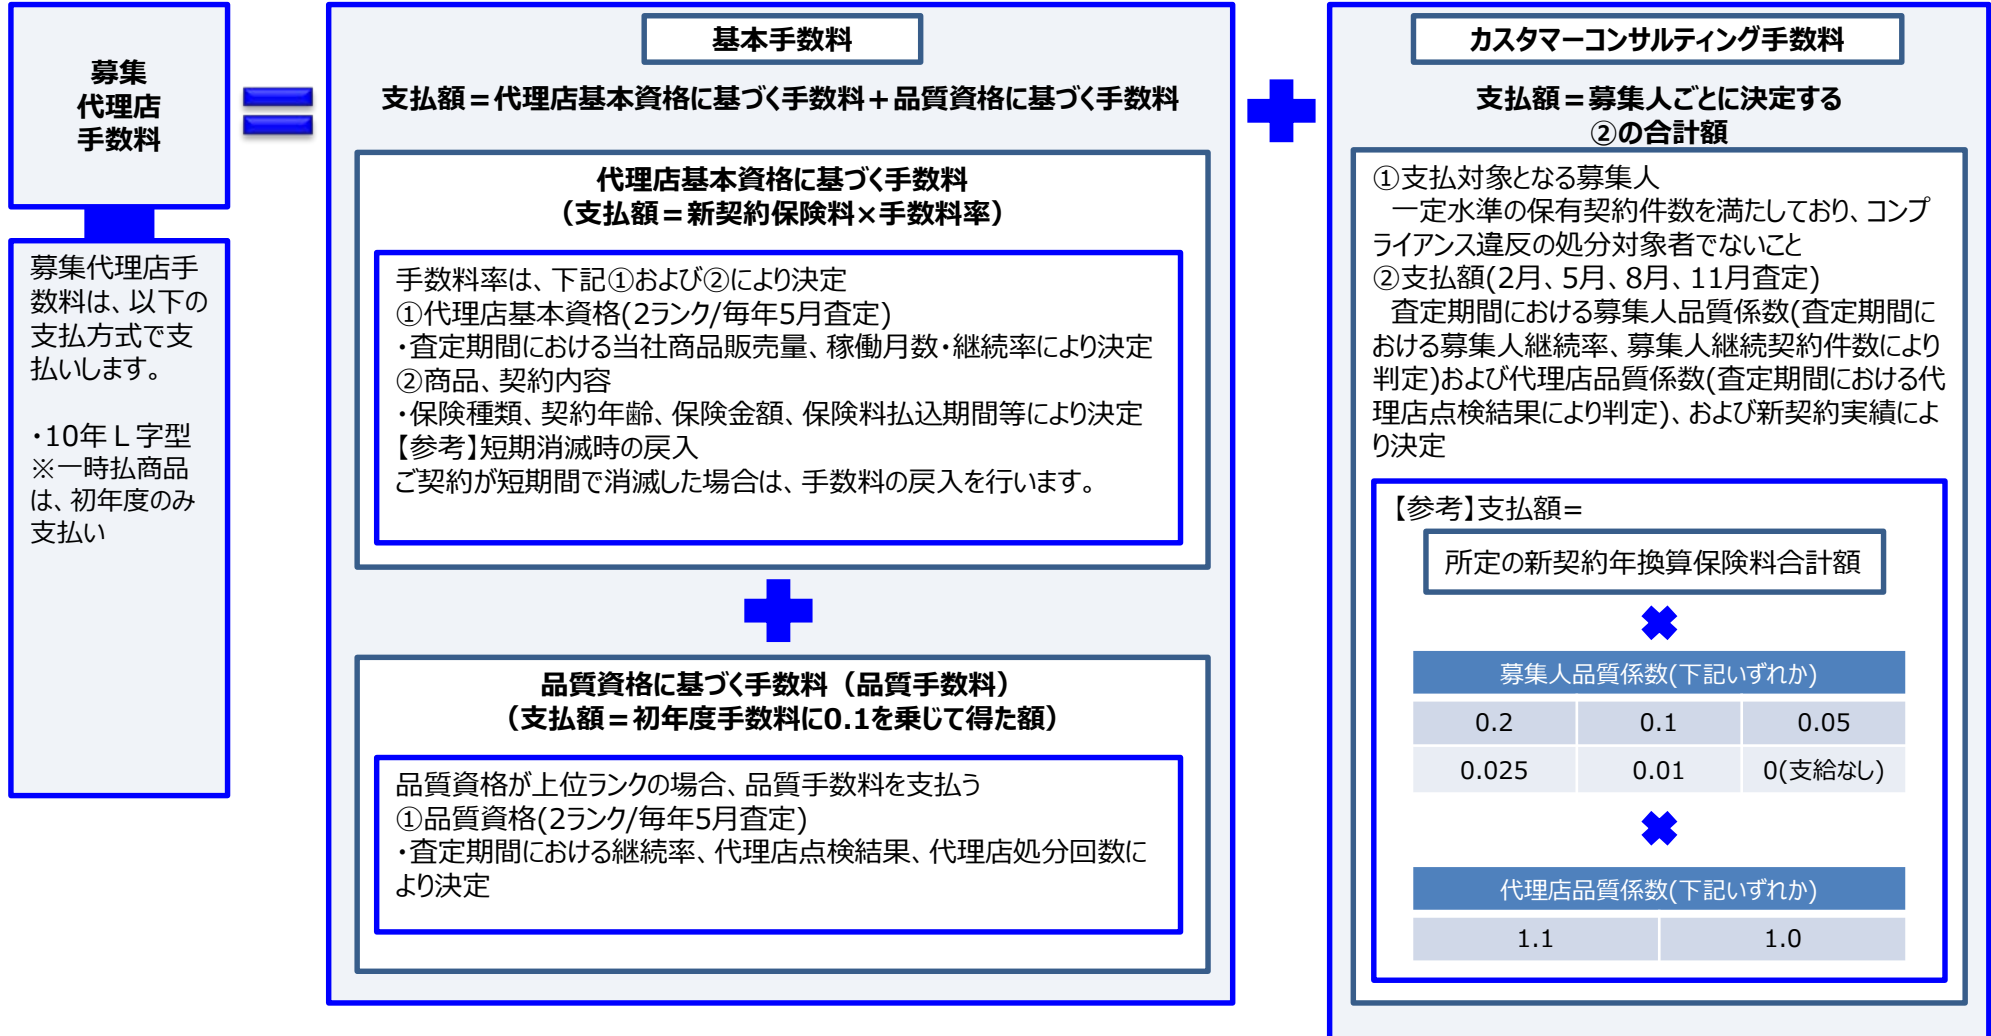 募集
代理店
手数料
募集代理店手
数料は、以下の
支払方式で支
払いします。
・10年Ｌ字型
※一時払商品
は、初年度のみ
支払い
基本手数料
支払額＝代理店基本資格に基づく手数料＋品質資格に基づく手数料
代理店基本資格に基づく手数料
（支払額＝新契約保険料×手数料率）
手数料率は、下記①および②により決定
①代理店基本資格(2ランク/毎年5月査定)
・査定期間における当社商品販売量、稼働月数・継続率により決定
②商品、契約内容
・保険種類、契約年齢、保険金額、保険料払込期間等により決定
【参考】短期消滅時の戻入
ご契約が短期間で消滅した場合は、手数料の戻入を行います。
品質資格に基づく手数料（品質手数料）
（支払額＝初年度手数料に0.1を乗じて得た額）
品質資格が上位ランクの場合、品質手数料を支払う
①品質資格(2ランク/毎年5月査定)
・査定期間における継続率、代理店点検結果、代理店処分回数に
より決定
カスタマーコンサルティング手数料
支払額＝募集人ごとに決定する
②の合計額
①支払対象となる募集人
一定水準の保有契約件数を満たしており、コンプ
ライアンス違反の処分対象者でないこと
②支払額(2月、5月、8月、11月査定)
査定期間における募集人品質係数(査定期間に
おける募集人継続率、募集人継続契約件数により
判定)および代理店品質係数(査定期間における代
理店点検結果により判定)、および新契約実績によ
り決定
【参考】支払額=
所定の新契約年換算保険料合計額
募集人品質係数(下記いずれか)
0.2 0.1 0.05
0.025 0.01 0(支給なし)
代理店品質係数(下記いずれか)
1.1 1.0